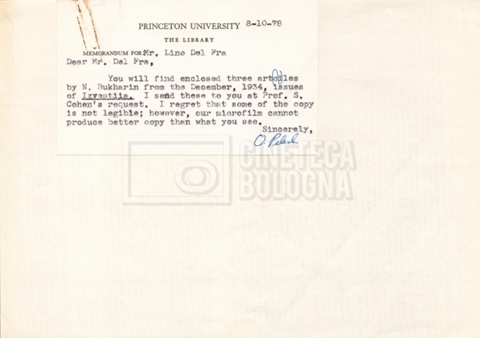 PRINCETON UNIVERSITY 8-10-78
THE LIBRARY
MEMORANDUM FOR Mr. Lino Del Fra
Dear Mr. Del Fra,
You will find enclosed three articles
by N. Bukharin from the December, 1934, issues
of Izvestiia. I send these to you at Prof. S.
Cohen's request. I regret that some of the copy
is not legible; however, our microfilm cannot
produce better copy than what you see.
Sincerely,
O.
CINETECA
BOLOGNA